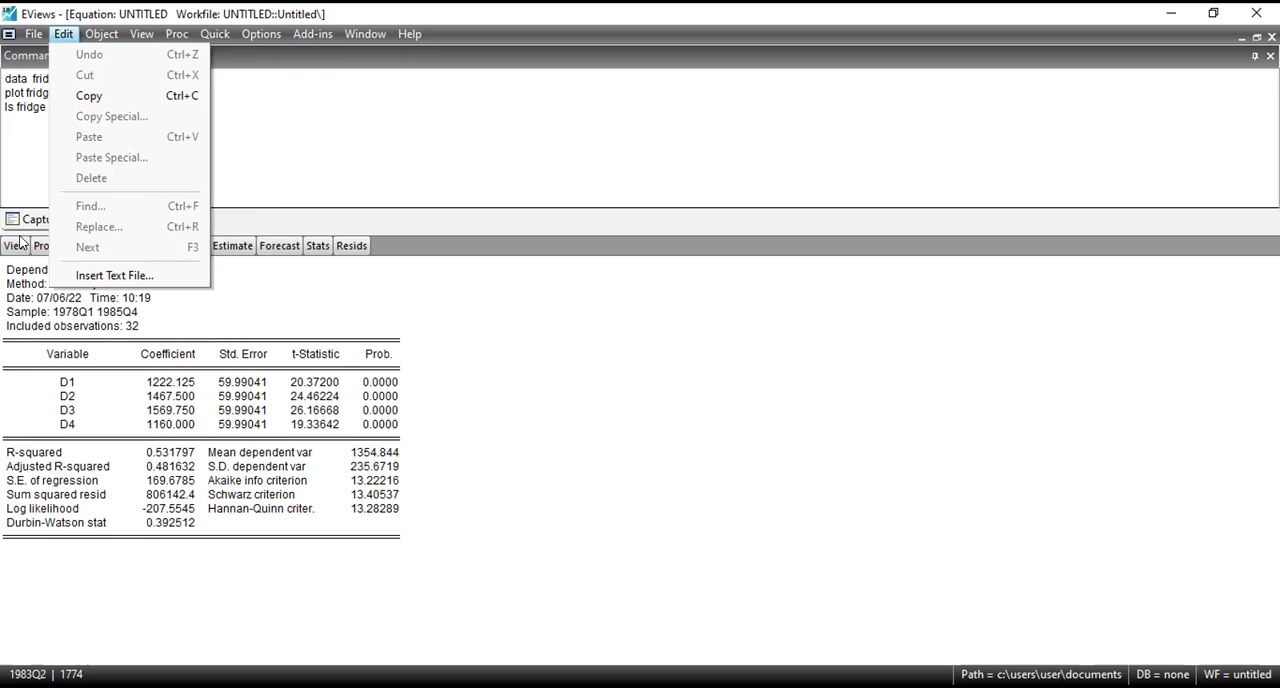 EViews - [Equation: UNTITLED   Workfile: UNTITLED::Untitled\]
File Edit Object View Proc Quick Options Add-ins Window Help
Comman
data frid
plot fridg
ls fridge
Undo Ctrl+Z
Cut Ctrl+X
Copy Ctrl+C
Copy Special...
Paste Ctrl+V
Paste Special...
Delete
Find... Ctrl+F
Replace... Ctrl+R
Next F3
Insert Text File...
Captu
View Pro Estimate Forecast Stats Resids
Depend
Method:
Date: 07/06/22   Time: 10:19
Sample: 1978Q1 1985Q4
Included observations: 32
Variable Coefficient Std. Error t-Statistic Prob.
D1 1222.125 59.99041 20.37200 0.0000
D2 1467.500 59.99041 24.46224 0.0000
D3 1569.750 59.99041 26.16668 0.0000
D4 1160.000 59.99041 19.33642 0.0000
R-squared 0.531797 Mean dependent var 1354.844
Adjusted R-squared 0.481632 S.D. dependent var 235.6719
S.E. of regression 169.6785 Akaike info criterion 13.22216
Sum squared resid 806142.4 Schwarz criterion 13.40537
Log likelihood -207.5545 Hannan-Quinn criter. 13.28289
Durbin-Watson stat 0.392512
1983Q2 | 1774 Path = c:\users\user\documents DB = none WF = untitled